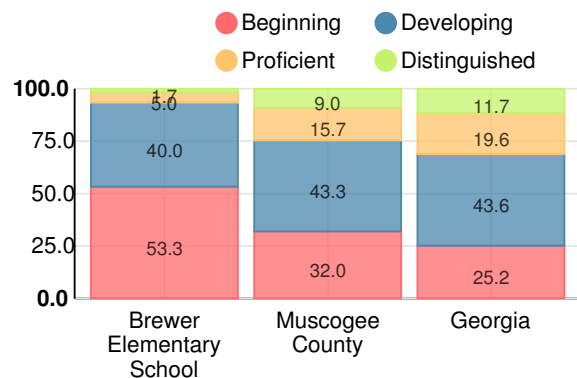 Beginning
Developing
Proficient
Distinguished
100.0
75.0
50.0
25.0
0.0
1.7
5.0
40.0
53.3
9.0
15.7
43.3
32.0
11.7
19.6
43.6
25.2
Brewer
Elementary
School
Muscogee
County
Georgia